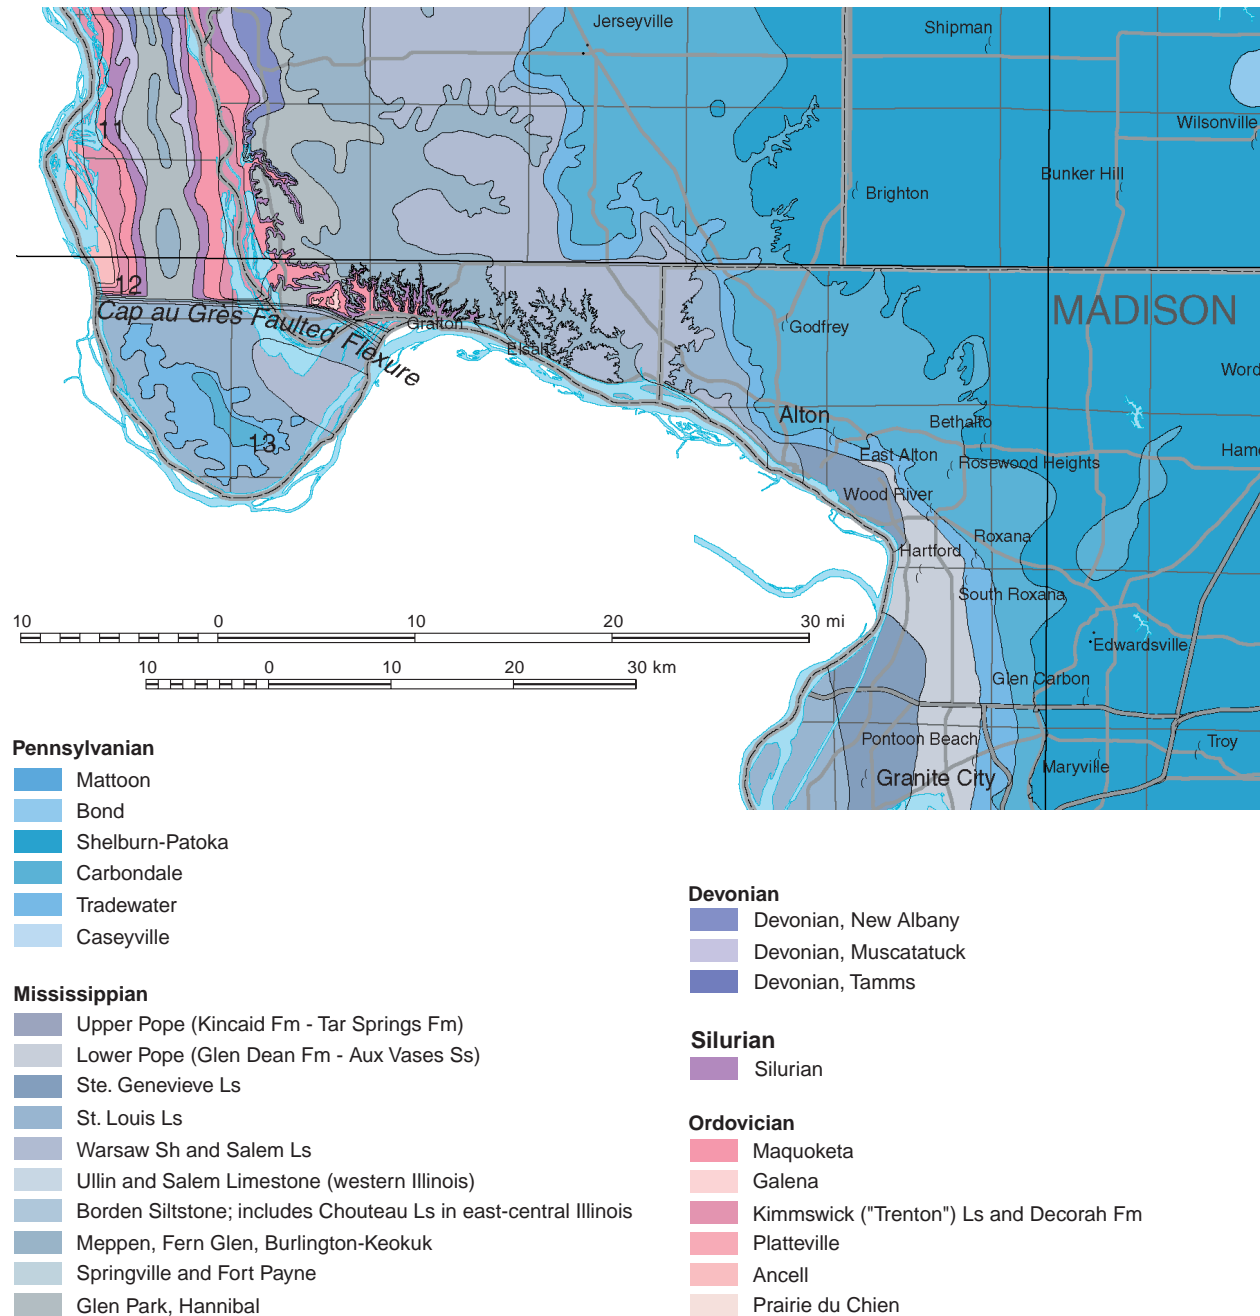 Jerseyville
Shipman
Wilsonville
11
Bunker Hill
Brighton
12
Cap au Grès Faulted Flexure
MADISON
Grafton
Godfrey
Elsah
Word
Alton
Bethalto
13
East Alton
Hame
Rosewood Heights
Wood River
Roxana
Hartford
South Roxana
Edwardsville
Glen Carbon
Pontoon Beach
Troy
Maryville
Granite City
10 0 10 20 30 mi
10 0 10 20 30 km
Pennsylvanian
Mattoon
Bond
Shelburn-Patoka
Carbondale
Tradewater
Caseyville
Mississippian
Upper Pope (Kincaid Fm - Tar Springs Fm)
Lower Pope (Glen Dean Fm - Aux Vases Ss)
Ste. Genevieve Ls
St. Louis Ls
Warsaw Sh and Salem Ls
Ullin and Salem Limestone (western Illinois)
Borden Siltstone; includes Chouteau Ls in east-central Illinois
Meppen, Fern Glen, Burlington-Keokuk
Springville and Fort Payne
Glen Park, Hannibal
Devonian
Devonian, New Albany
Devonian, Muscatatuck
Devonian, Tamms
Silurian
Silurian
Ordovician
Maquoketa
Galena
Kimmswick ("Trenton") Ls and Decorah Fm
Platteville
Ancell
Prairie du Chien